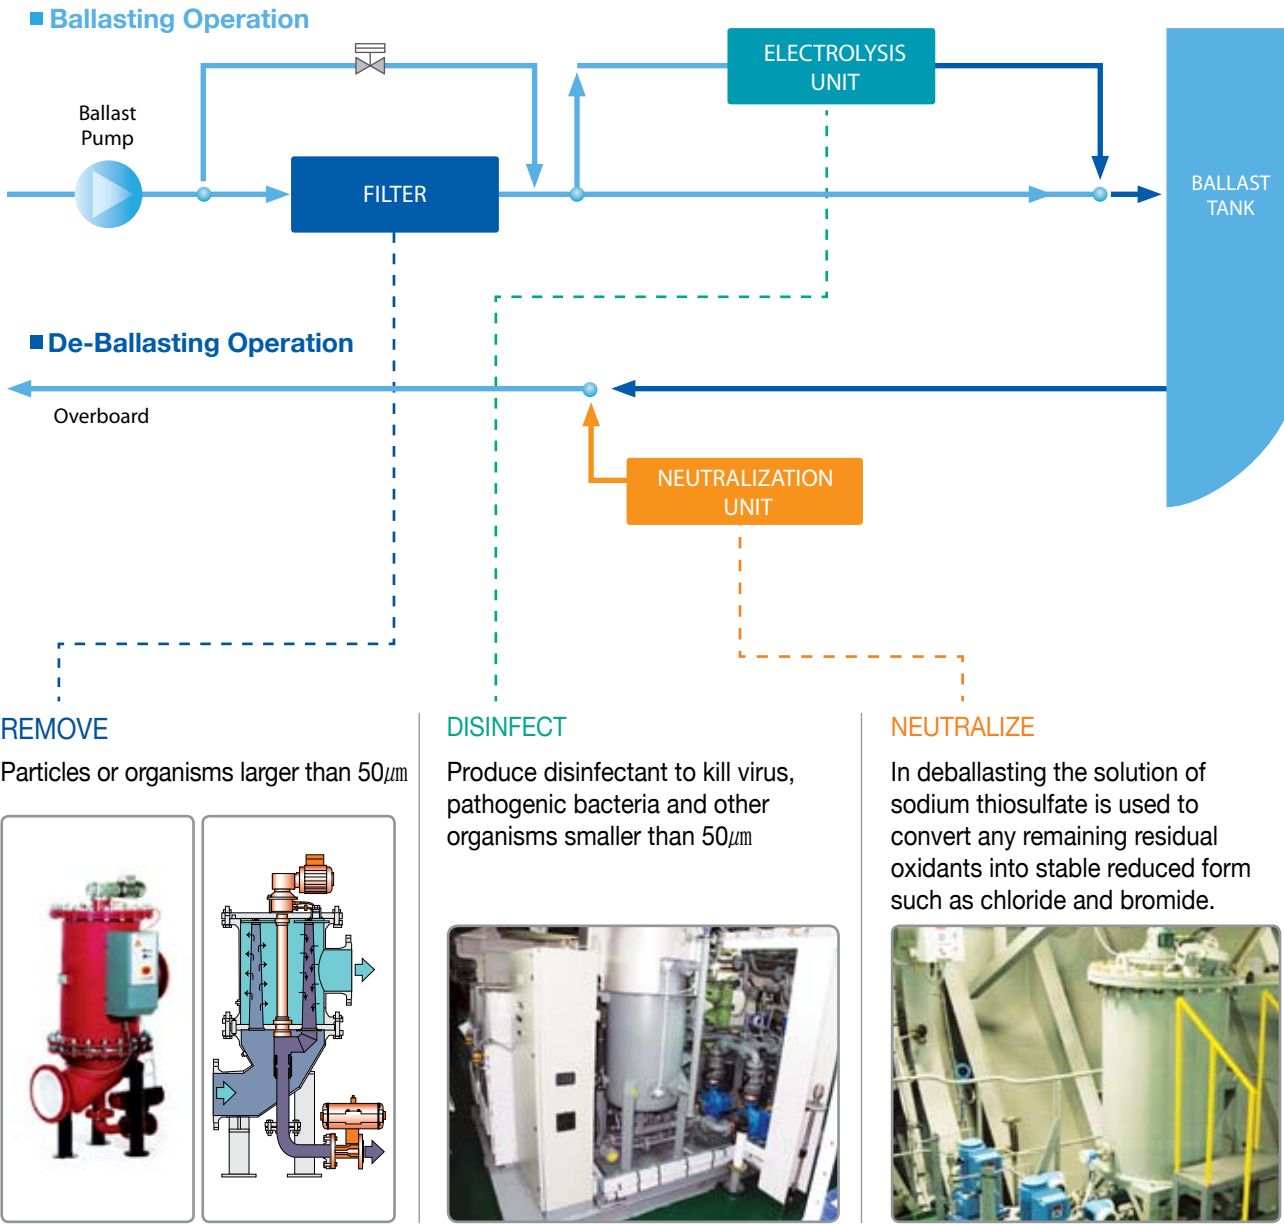 Ballasting Operation
ELECTROLYSIS
UNIT
Ballast
Pump
FILTER
BALLAST
TANK
De-Ballasting Operation
Overboard
NEUTRALIZATION
UNIT
REMOVE
Particles or organisms larger than 50㎛
DISINFECT
Produce disinfectant to kill virus,
pathogenic bacteria and other
organisms smaller than 50㎛
NEUTRALIZE
In deballasting the solution of
sodium thiosulfate is used to
convert any remaining residual
oxidants into stable reduced form
such as chloride and bromide.